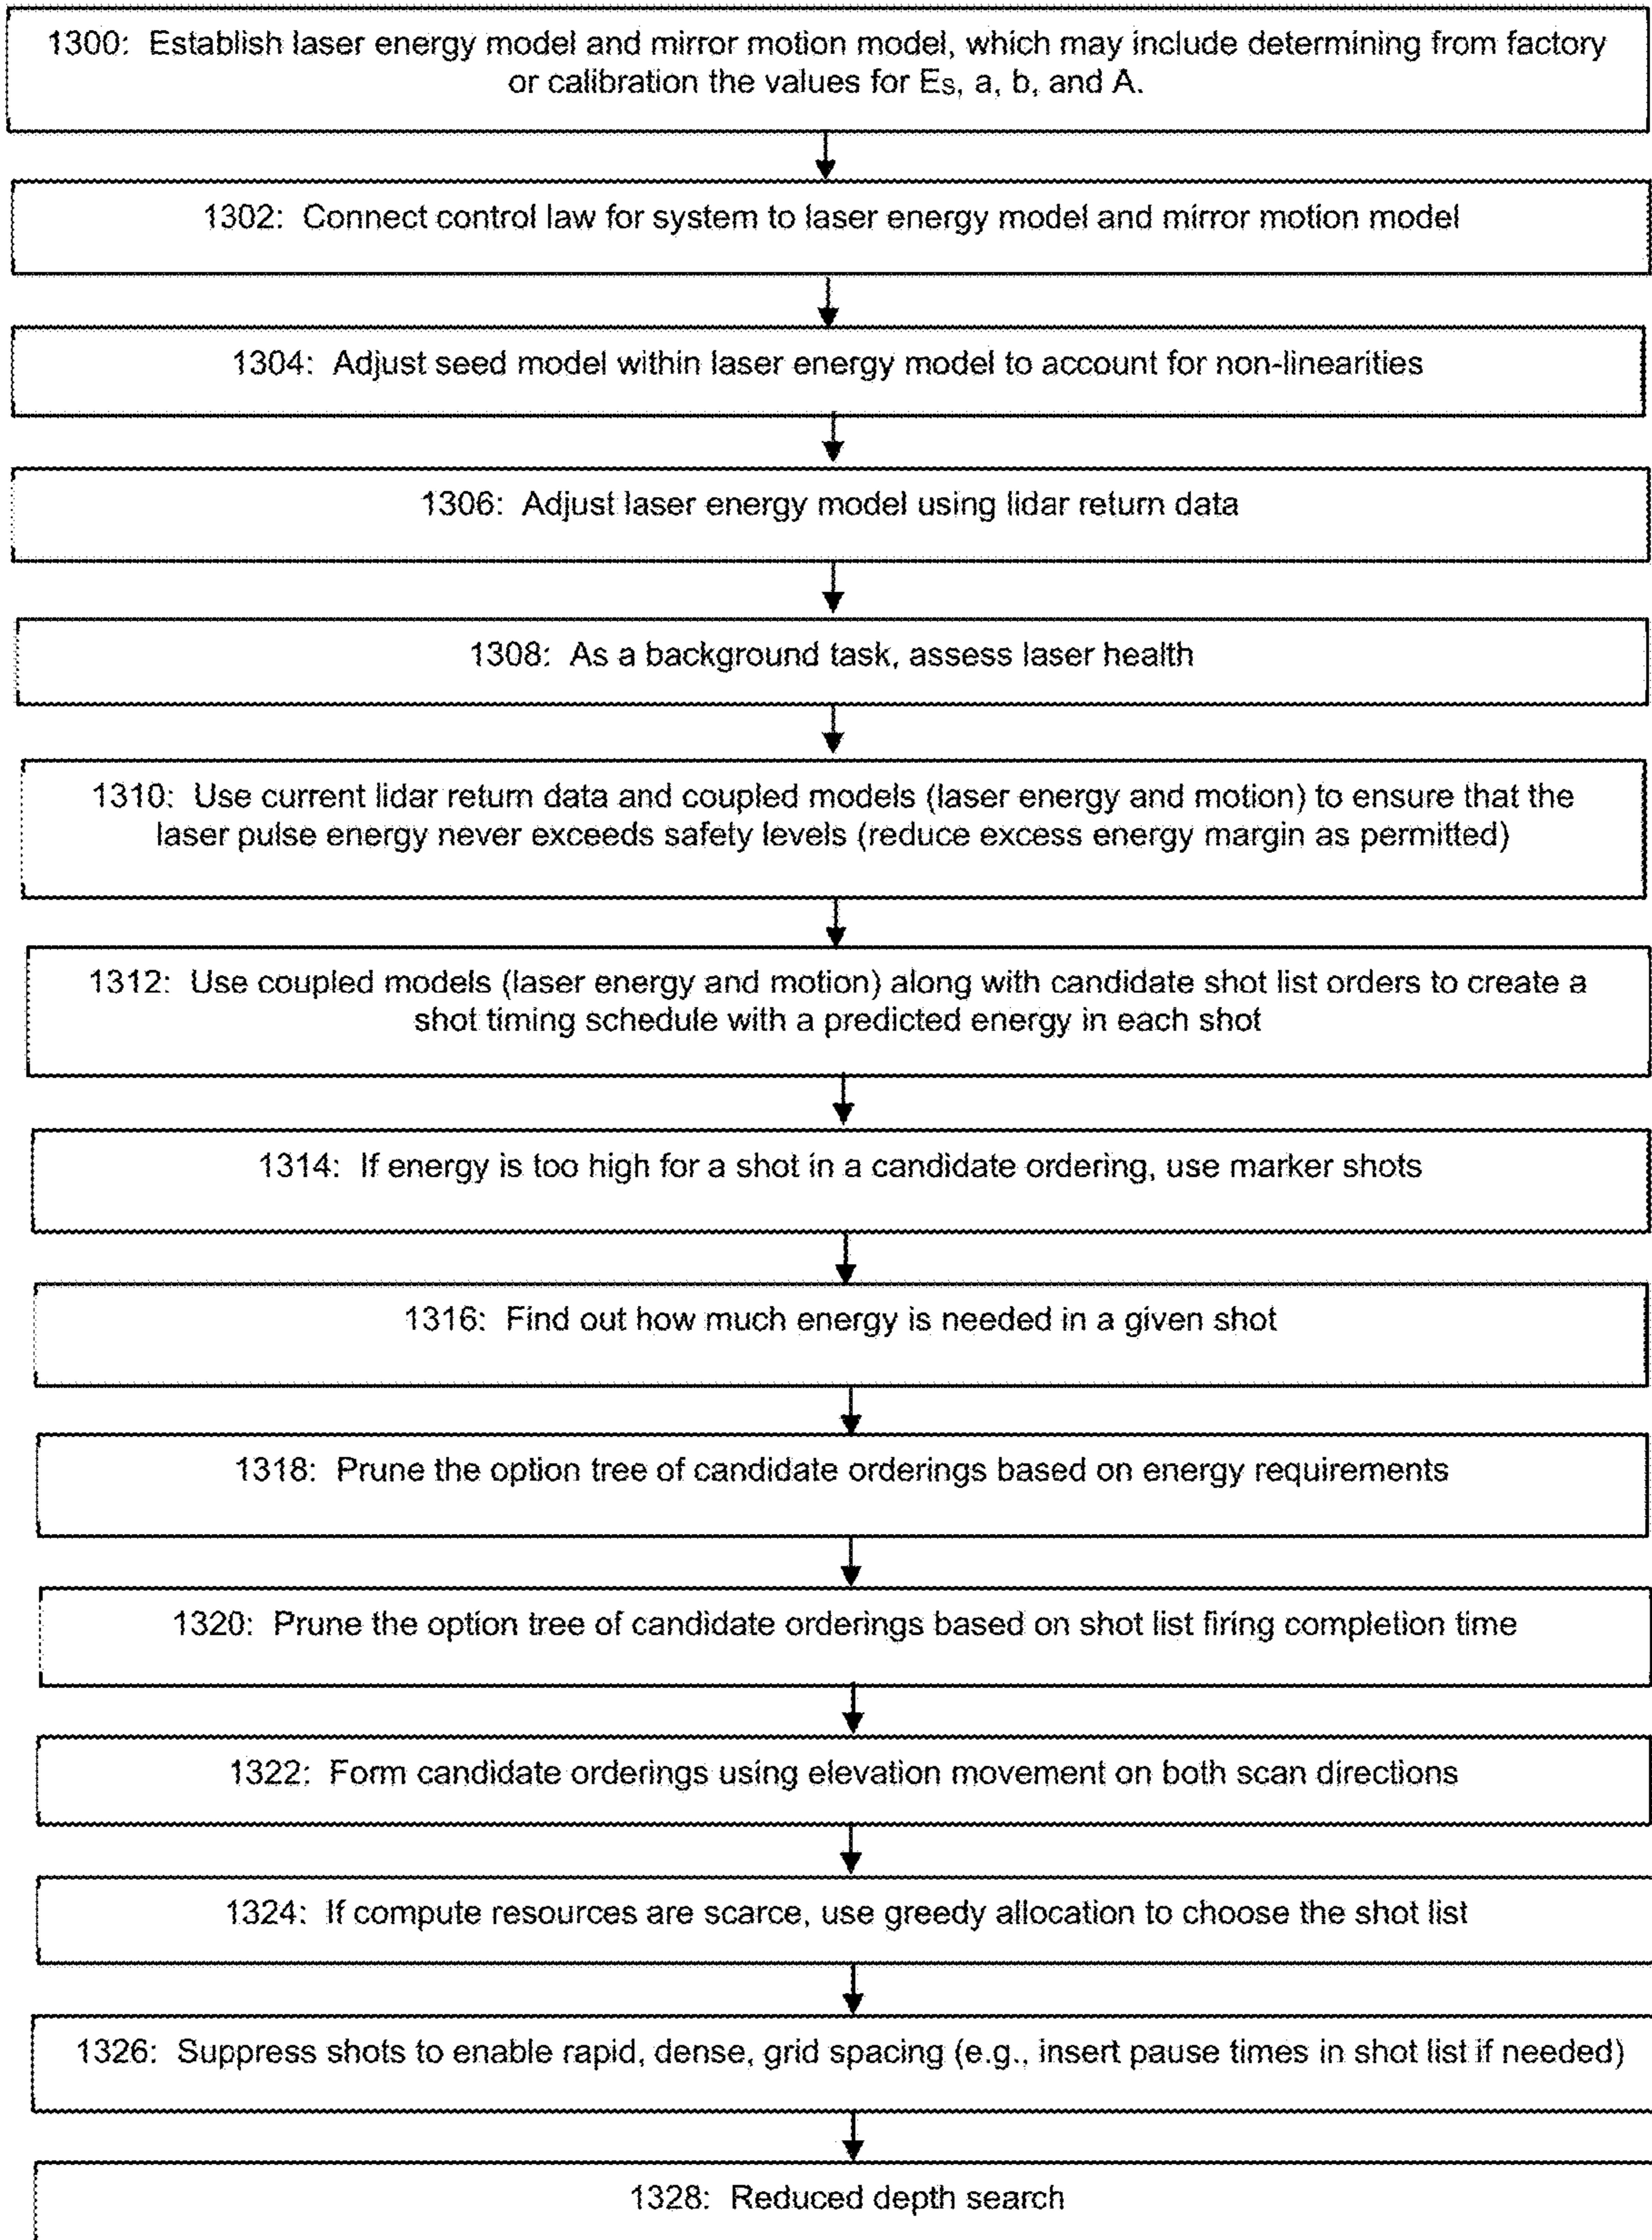 1300: Establish laser energy model and mirror motion model, which may include determining from factory
or calibration the values for Es, a, b, and A.
1302: Connect control law for system to laser energy model and mirror motion model
1304: Adjust seed model within laser energy model to account for non-linearities
1306: Adjust laser energy model using lidar return data
1308: As a background task, assess laser health
1310: Use current lidar return data and coupled models (laser energy and motion) to ensure that the
laser pulse energy never exceeds safety levels (reduce excess energy margin as permitted)
1312: Use coupled models (laser energy and motion) along with candidate shot list orders to create a
shot timing schedule with a predicted energy in each shot
1314: If energy is too high for a shot in a candidate ordering, use marker shots
1316: Find out how much energy is needed in a given shot
1318: Prune the option tree of candidate orderings based on energy requirements
1320: Prune the option tree of candidate orderings based on shot list firing completion time
1322: Form candidate orderings using elevation movement on both scan directions
1324: If compute resources are scarce, use greedy allocation to choose the shot list
1326: Suppress shots to enable rapid, dense, grid spacing (e.g., insert pause times in shot list if needed)
1328: Reduced depth search